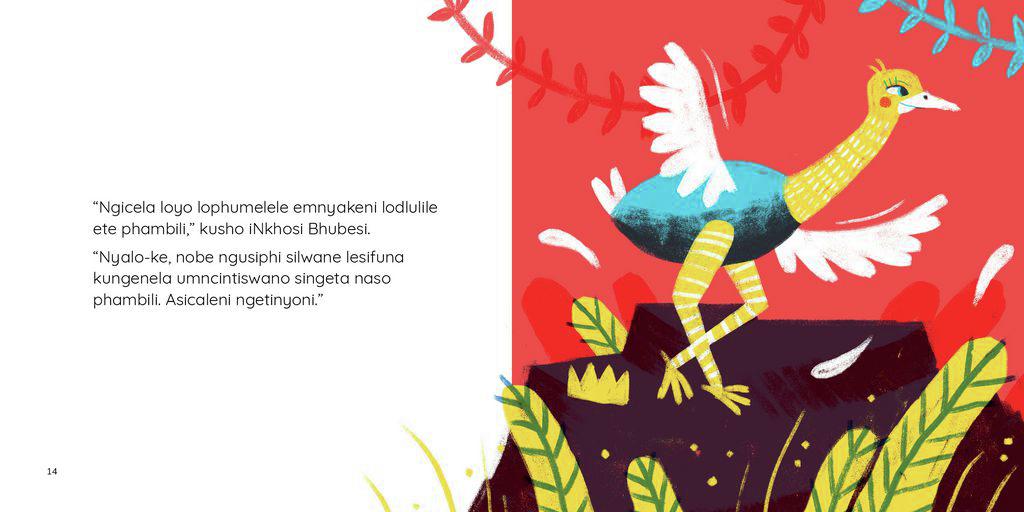 “Ngicela loyo lophumelele emnyakeni lodlulile
ete phambili,” kusho iNkhosi Bhubesi.
“Nyalo-ke, nobe ngusiphi silwane lesifuna
kungenela umncintiswano singeta naso
phambili. Asicaleni ngetinyoni.”
14